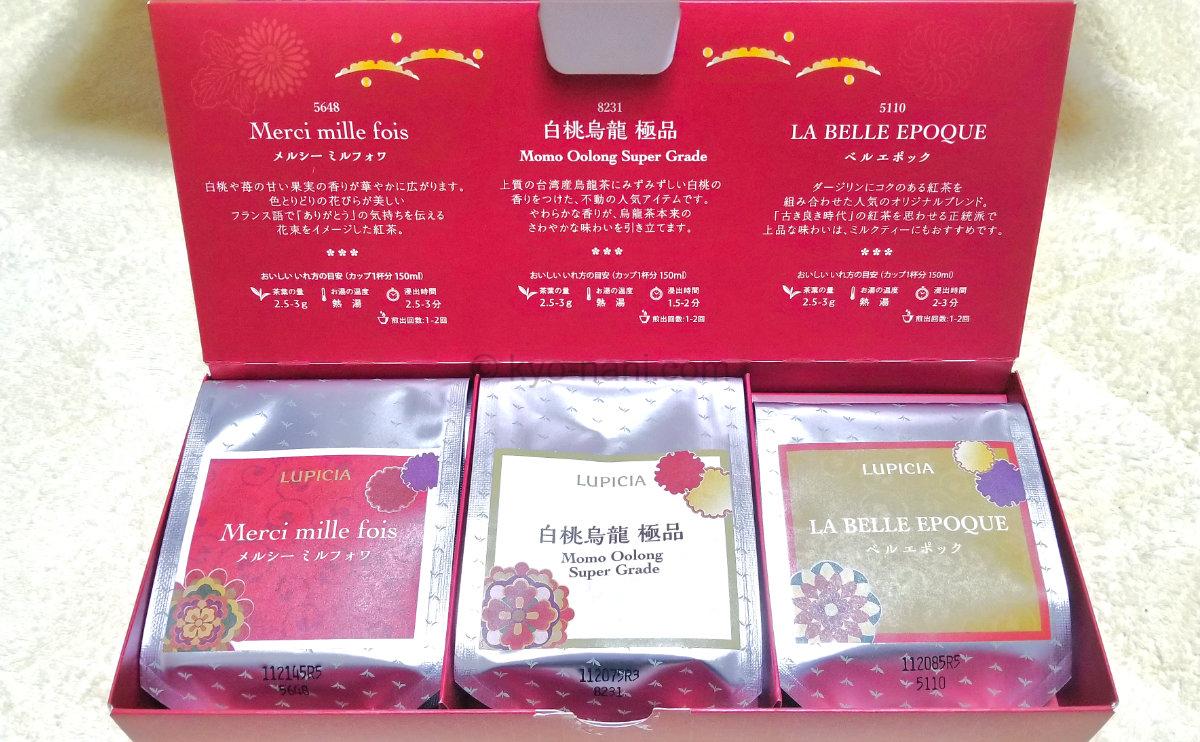 5648
Merci mille fois
メルシー ミルフォワ
白桃や苺の甘い果実の香りが華やかに広がります。
色とりどりの花びらが美しい
フランス語で「ありがとう」の気持ちを伝える
花束をイメージした紅茶。
おいしい いれ方の目安 (カップ1杯分 150ml)
茶葉の量 お湯の温度 浸出時間
2.5-3g 熱湯 2.5-3分
煎出回数:1-2回
8231
白桃烏龍 極品
Momo Oolong Super Grade
上質の台湾産烏龍茶にみずみずしい白桃の
香りをつけた、不動の人気アイテムです。
やわらかな香りが、烏龍茶本来の
さわやかな味わいを引き立てます。
おいしい いれ方の目安 (カップ1杯分 150ml)
茶葉の量 お湯の温度 浸出時間
2.5-3g 熱湯 1.5-2分
煎出回数:1-2回
5110
LA BELLE EPOQUE
ベル エポック
ダージリンにコクのある紅茶を
組み合わせた人気のオリジナルブレンド。
「古き良き時代」の紅茶を思わせる正統派で
上品な味わいは、ミルクティーにもおすすめです。
おいしい いれ方の目安 (カップ1杯分 150ml)
茶葉の量 お湯の温度 浸出時間
2.5-3g 熱湯 2-3分
煎出回数:1-2回
© kyo-nani.com
LUPICIA
Merci mille fois
メルシー ミルフォワ
112145R5
5648
LUPICIA
白桃烏龍 極品
Momo Oolong
Super Grade
112075R3
8231
LUPICIA
LA BELLE EPOQUE
ベル エポック
112085R5
5110